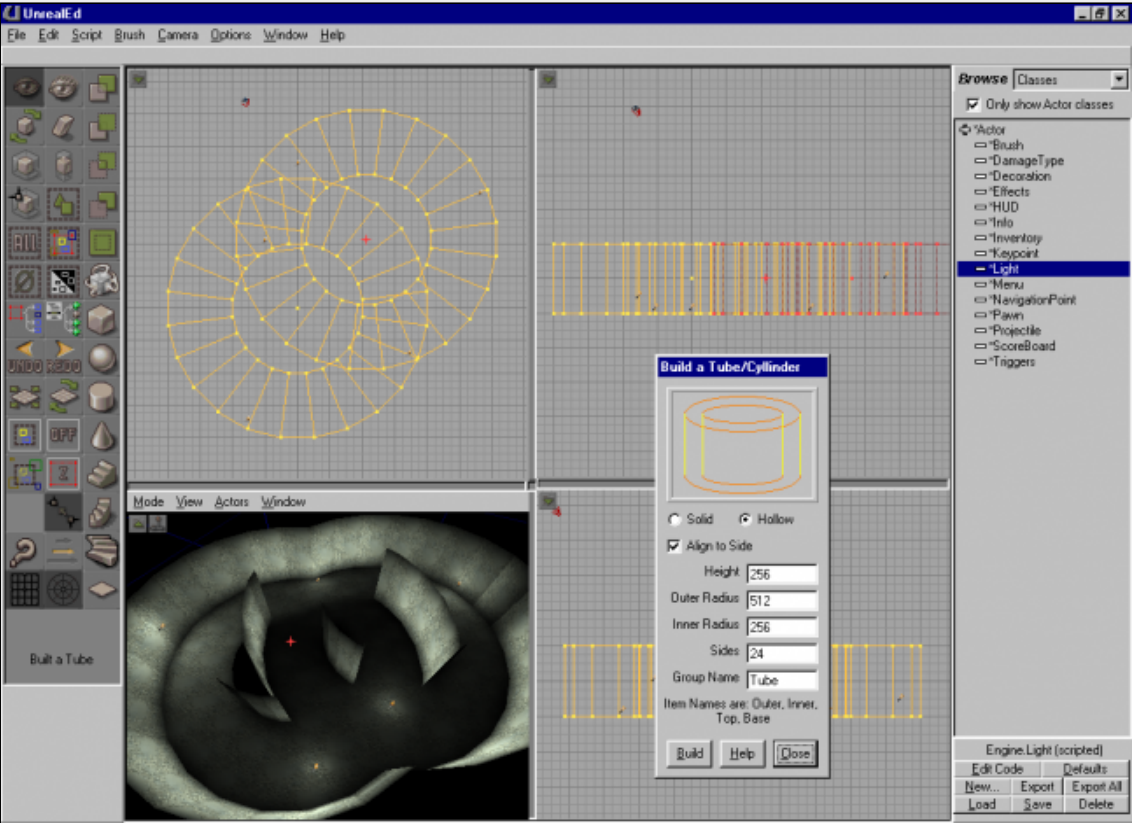 UnrealEd
File Edit Script Brush Camera Options Window Help
Browse Classes
Only show Actor classes
*Actor
*Brush
*DamageType
*Decoration
*Effects
*HUD
*Info
*Inventory
*Keypoint
*Light
*Menu
*NavigationPoint
*Pawn
*Projectile
*ScoreBoard
*Triggers
ALL
UNDO REDO
OFF
Z
Built a Tube
Mode View Actors Window
Build a Tube/Cyllinder
Solid Hollow
Align to Side
Height 256
Outer Radius 512
Inner Radius 256
Sides 24
Group Name Tube
Item Names are: Outer, Inner,
Top, Base
Build Help Close
Engine.Light (scripted)
Edit Code Defaults
New... Export Export All
Load Save Delete